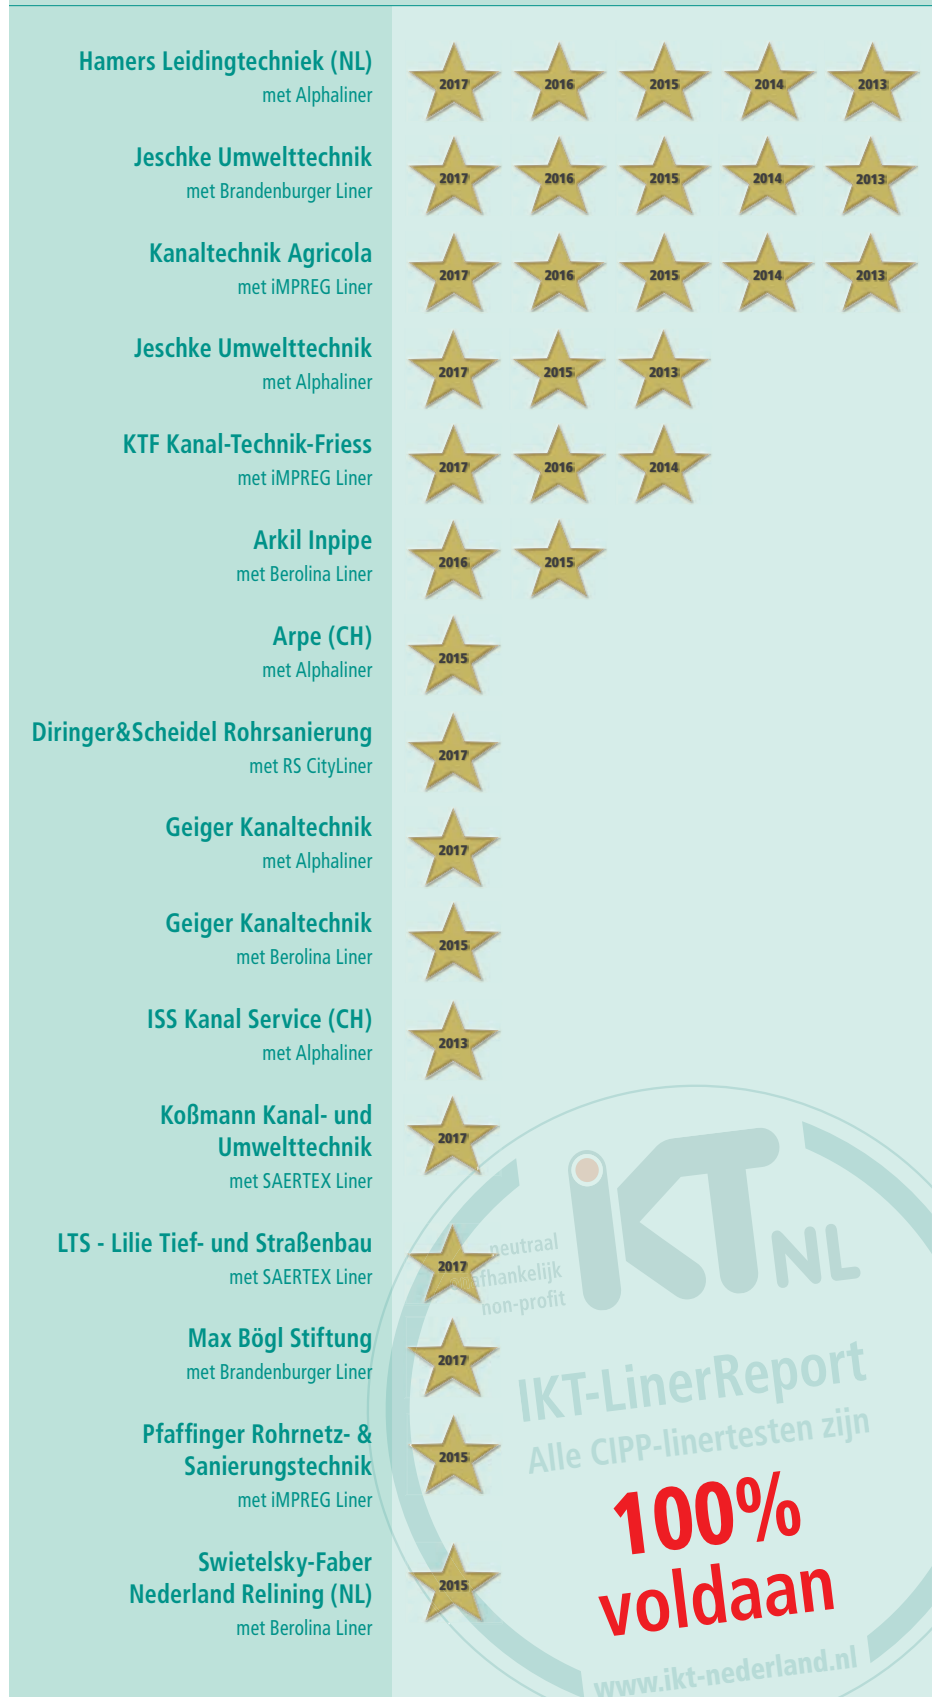 Hamers Leidingtechniek (NL)
met Alphaliner
2017 2016 2015 2014 2013
Jeschke Umwelttechnik
met Brandenburger Liner
2017 2016 2015 2014 2013
Kanaltechnik Agricola
met iMPREG Liner
2017 2016 2015 2014 2013
Jeschke Umwelttechnik
met Alphaliner
2017 2015 2013
KTF Kanal-Technik-Friess
met iMPREG Liner
2017 2016 2014
Arkil Inpipe
met Berolina Liner
2016 2015
Arpe (CH)
met Alphaliner
2015
Diringer&Scheidel Rohrsanierung
met RS CityLiner
2017
Geiger Kanaltechnik
met Alphaliner
2017
Geiger Kanaltechnik
met Berolina Liner
2015
ISS Kanal Service (CH)
met Alphaliner
2013
Koßmann Kanal- und
Umwelttechnik
met SAERTEX Liner
2017
LTS - Lilie Tief- und Straßenbau
met SAERTEX Liner
2017
Max Bögl Stiftung
met Brandenburger Liner
2017
Pfaffinger Rohrnetz- &
Sanierungstechnik
met iMPREG Liner
2015
Swietelsky-Faber
Nederland Relining (NL)
met Berolina Liner
2015
iKT NL
neutraal
non-profit
IKT-LinerReport
Alle CIPP-linertesten zijn
100%
voldaan
www.ikt-nederland.nl